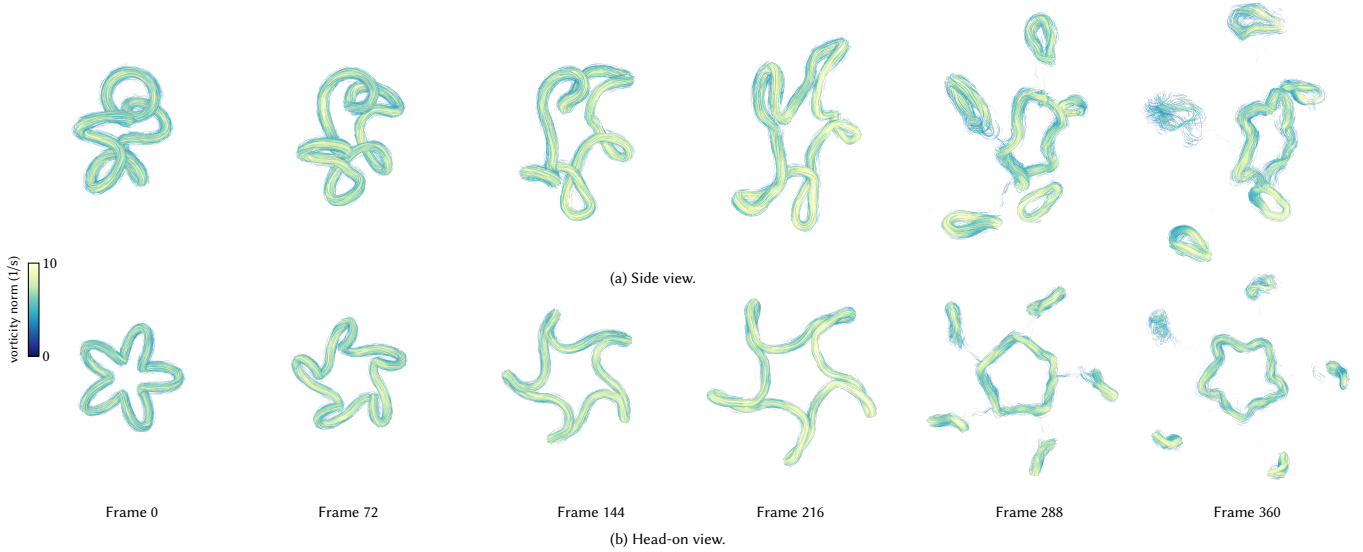 10
vorticity norm (1/s)
0
(a) Side view.
Frame 0
Frame 72
Frame 144
Frame 216
Frame 288
Frame 360
(b) Head-on view.